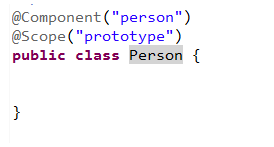 @Component("person")
@Scope("prototype")
public class Person {
}